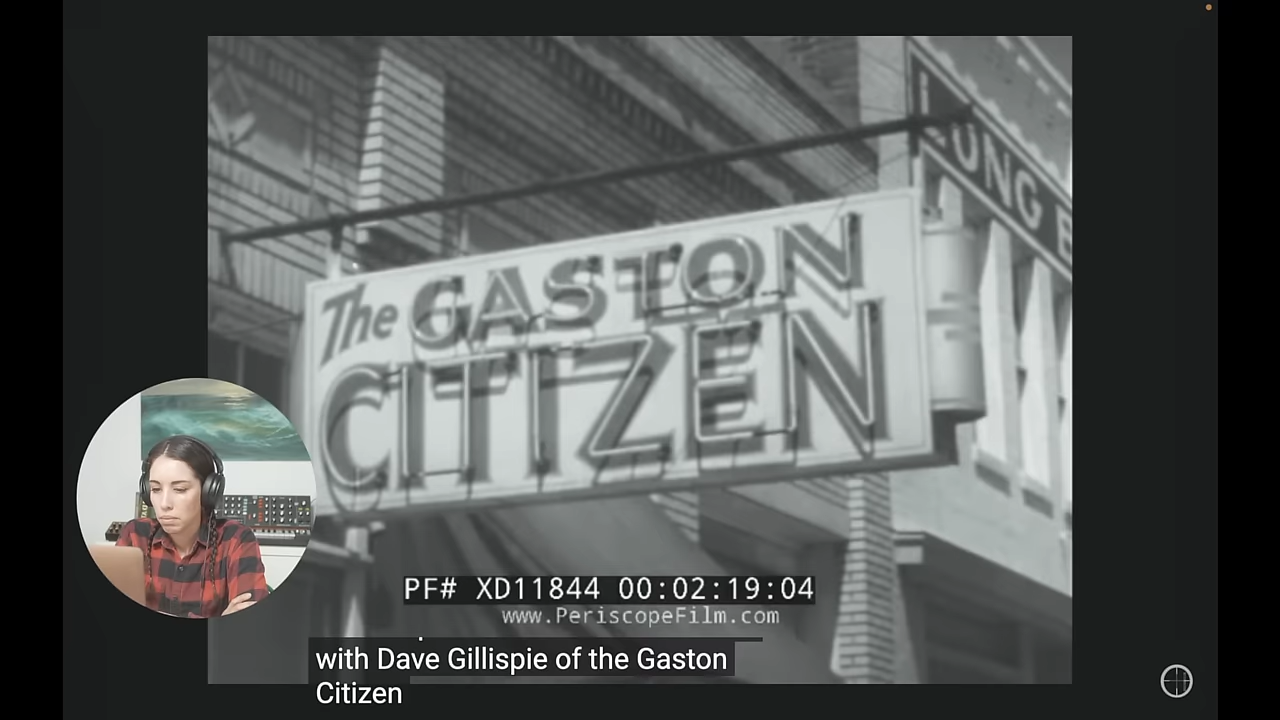 LONG
The GASTON
CITIZEN
PF# XD11844 00:02:19:04
www.PeriscopeFilm.com
with Dave Gillispie of the Gaston
Citizen